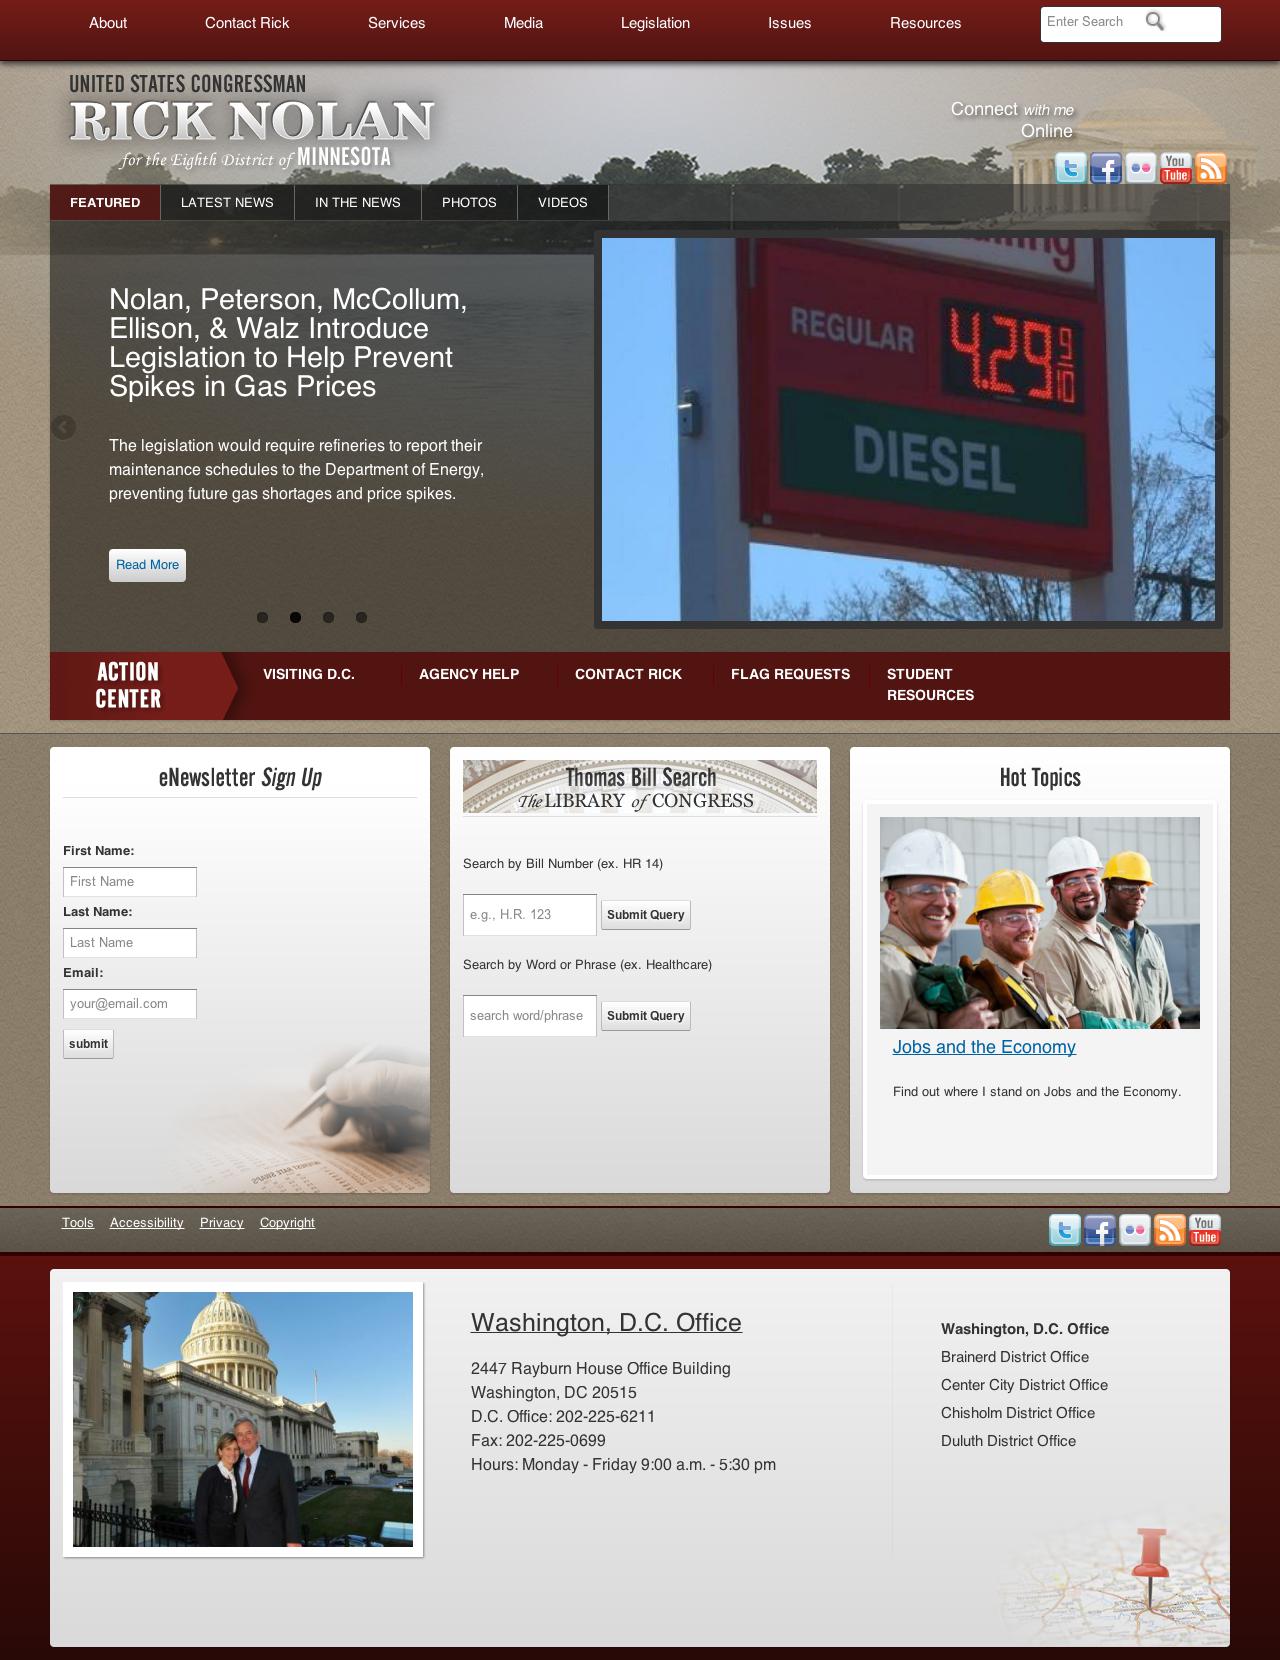 About
Contact Rick
Services
Media
Legislation
Issues
Resources
Enter Search
UNITED STATES CONGRESSMAN
RICK NOLAN
for the Eighth District of MINNESOTA
Connect with me
Online
You
Tube
FEATURED
LATEST NEWS
IN THE NEWS
PHOTOS
VIDEOS
Nolan, Peterson, McCollum,
Ellison, & Walz Introduce
Legislation to Help Prevent
Spikes in Gas Prices
The legislation would require refineries to report their
maintenance schedules to the Department of Energy,
preventing future gas shortages and price spikes.
Read More
REGULAR 4.29 9/10
DIESEL
ACTION
CENTER
VISITING D.C.
AGENCY HELP
CONTACT RICK
FLAG REQUESTS
STUDENT
RESOURCES
eNewsletter Sign Up
First Name:
First Name
Last Name:
Last Name
Email:
your@email.com
submit
Thomas Bill Search
The LIBRARY of CONGRESS
Search by Bill Number (ex. HR 14)
e.g., H.R. 123
Submit Query
Search by Word or Phrase (ex. Healthcare)
search word/phrase
Submit Query
Hot Topics
Jobs and the Economy
Find out where I stand on Jobs and the Economy.
Tools
Accessibility
Privacy
Copyright
You
Tube
Washington, D.C. Office
2447 Rayburn House Office Building
Washington, DC 20515
D.C. Office: 202-225-6211
Fax: 202-225-0699
Hours: Monday - Friday 9:00 a.m. - 5:30 pm
Washington, D.C. Office
Brainerd District Office
Center City District Office
Chisholm District Office
Duluth District Office